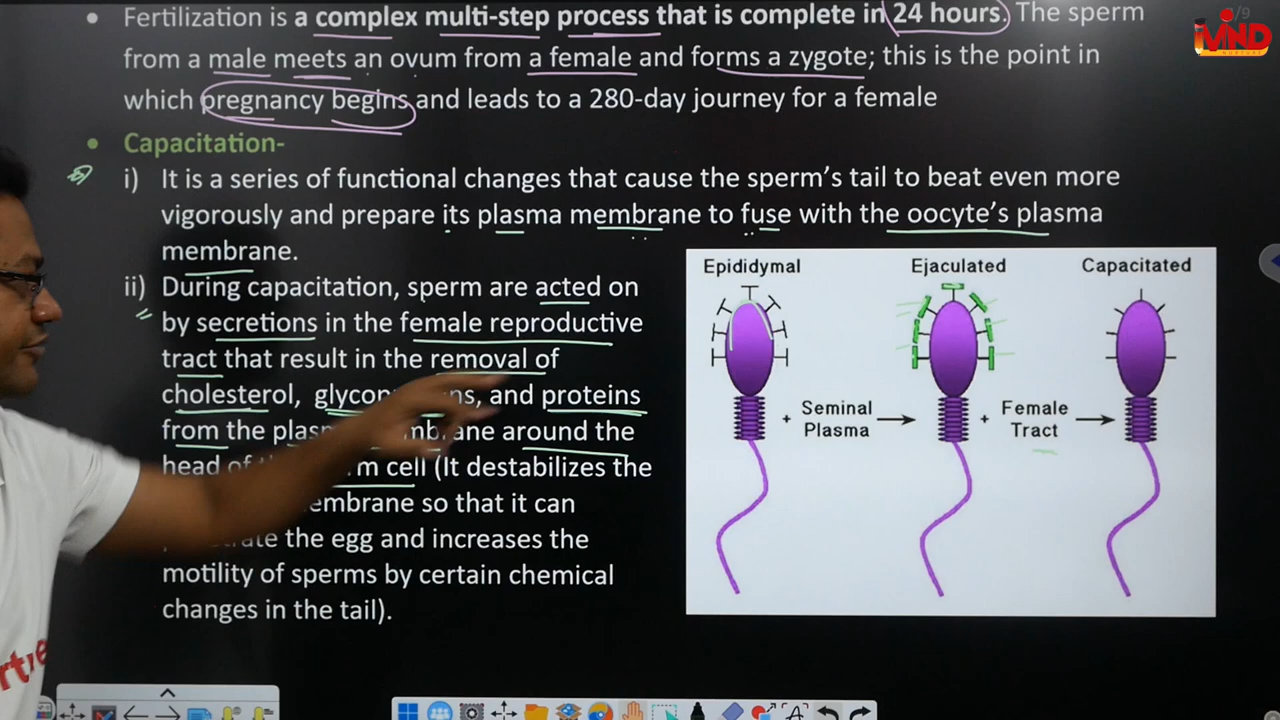 • Fertilization is a complex multi-step process that is complete in 24 hours. The sperm
from a male meets an ovum from a female and forms a zygote; this is the point in
which pregnancy begins and leads to a 280-day journey for a female
• Capacitation-
i) It is a series of functional changes that cause the sperm's tail to beat even more
vigorously and prepare its plasma membrane to fuse with the oocyte's plasma
membrane.
ii) During capacitation, sperm are acted on
by secretions in the female reproductive
tract that result in the removal of
cholesterol, and proteins
from the around the
head of cell (It destabilizes the
so that it can
the egg and increases the
motility of sperms by certain chemical
changes in the tail).
Epididymal Ejaculated Capacitated
+ Seminal Plasma
+ Female Tract
/9
MIND